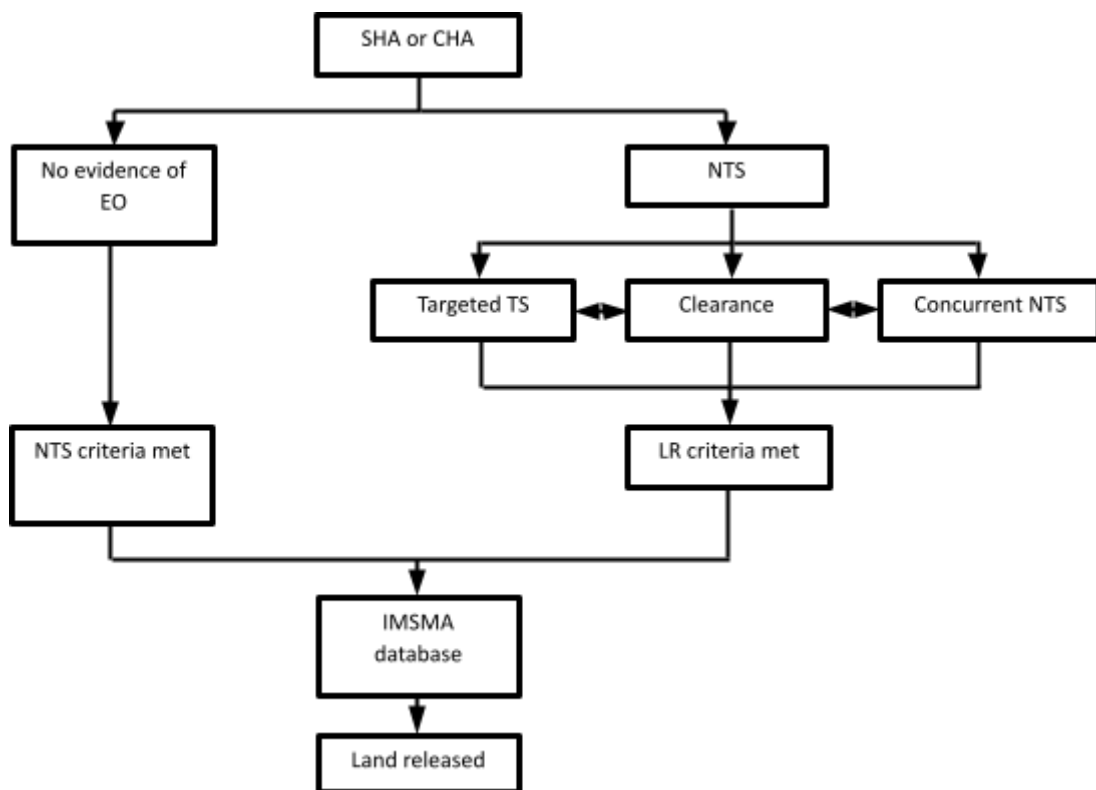 SHA or CHA
No evidence of
EO
NTS
Targeted TS
Clearance
Concurrent NTS
NTS criteria met
LR criteria met
IMSMA
database
Land released